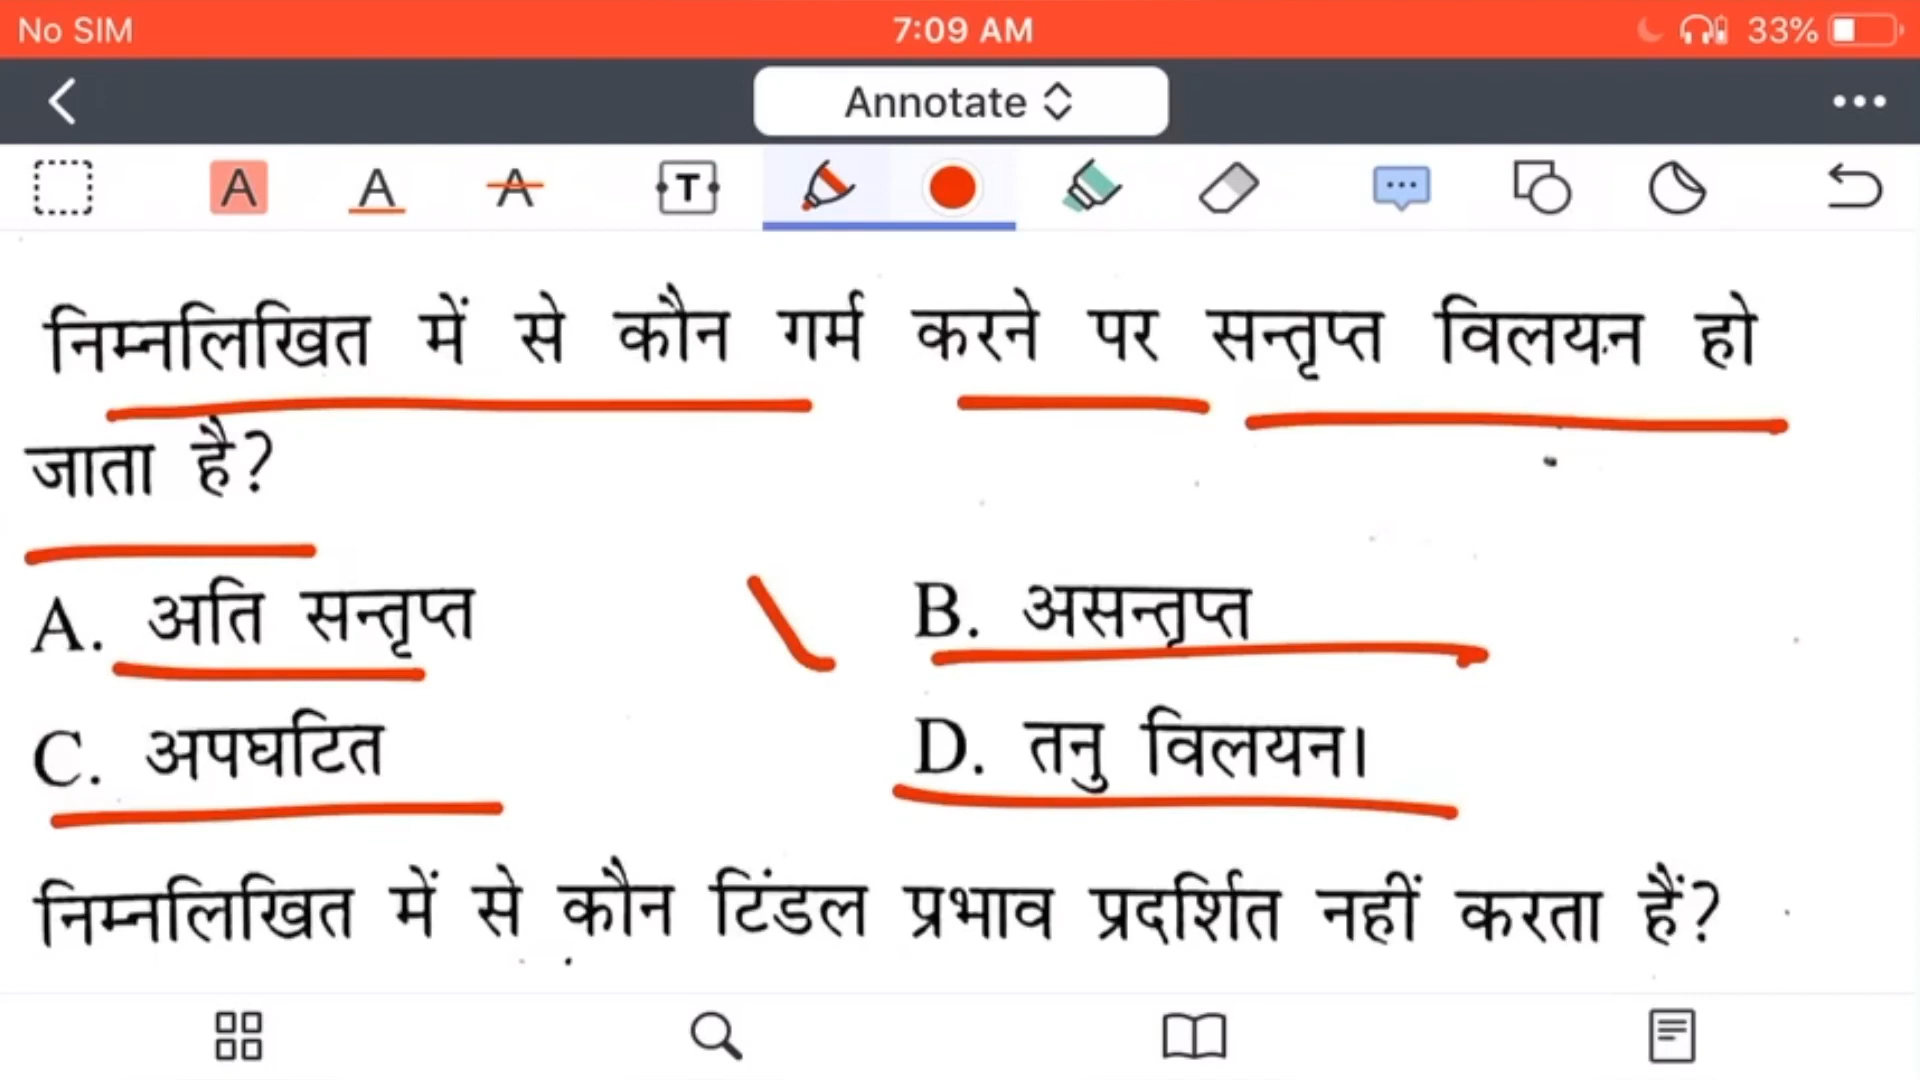 No SIM 7:09 AM 33%
Annotate
A A A T
निम्नलिखित में से कौन गर्म करने पर सन्तृप्त विलयन हो
जाता है?
A. अति सन्तृप्त B. असन्तृप्त
C. अपघटित D. तनु विलयन।
निम्नलिखित में से कौन टिंडल प्रभाव प्रदर्शित नहीं करता हैं?